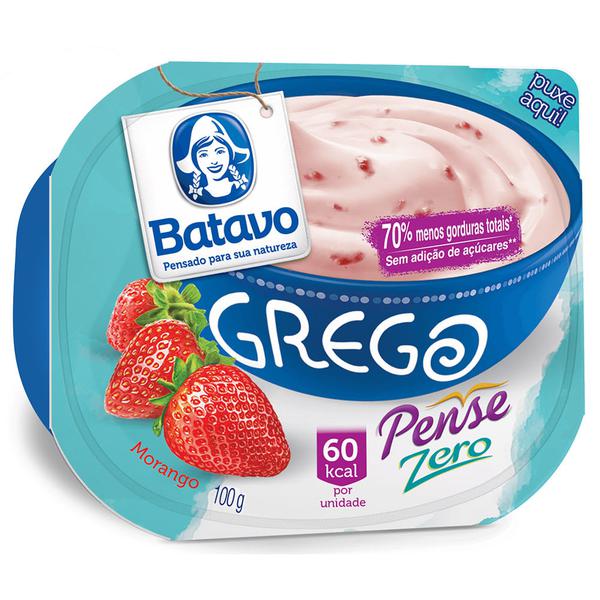 puxe
aqui!
Batavo
Pensado para sua natureza
70% menos gorduras totais*
Sem adição de açúcares**
GREGO
Pense
Zero
60
kcal
por
unidade
Morango
100g